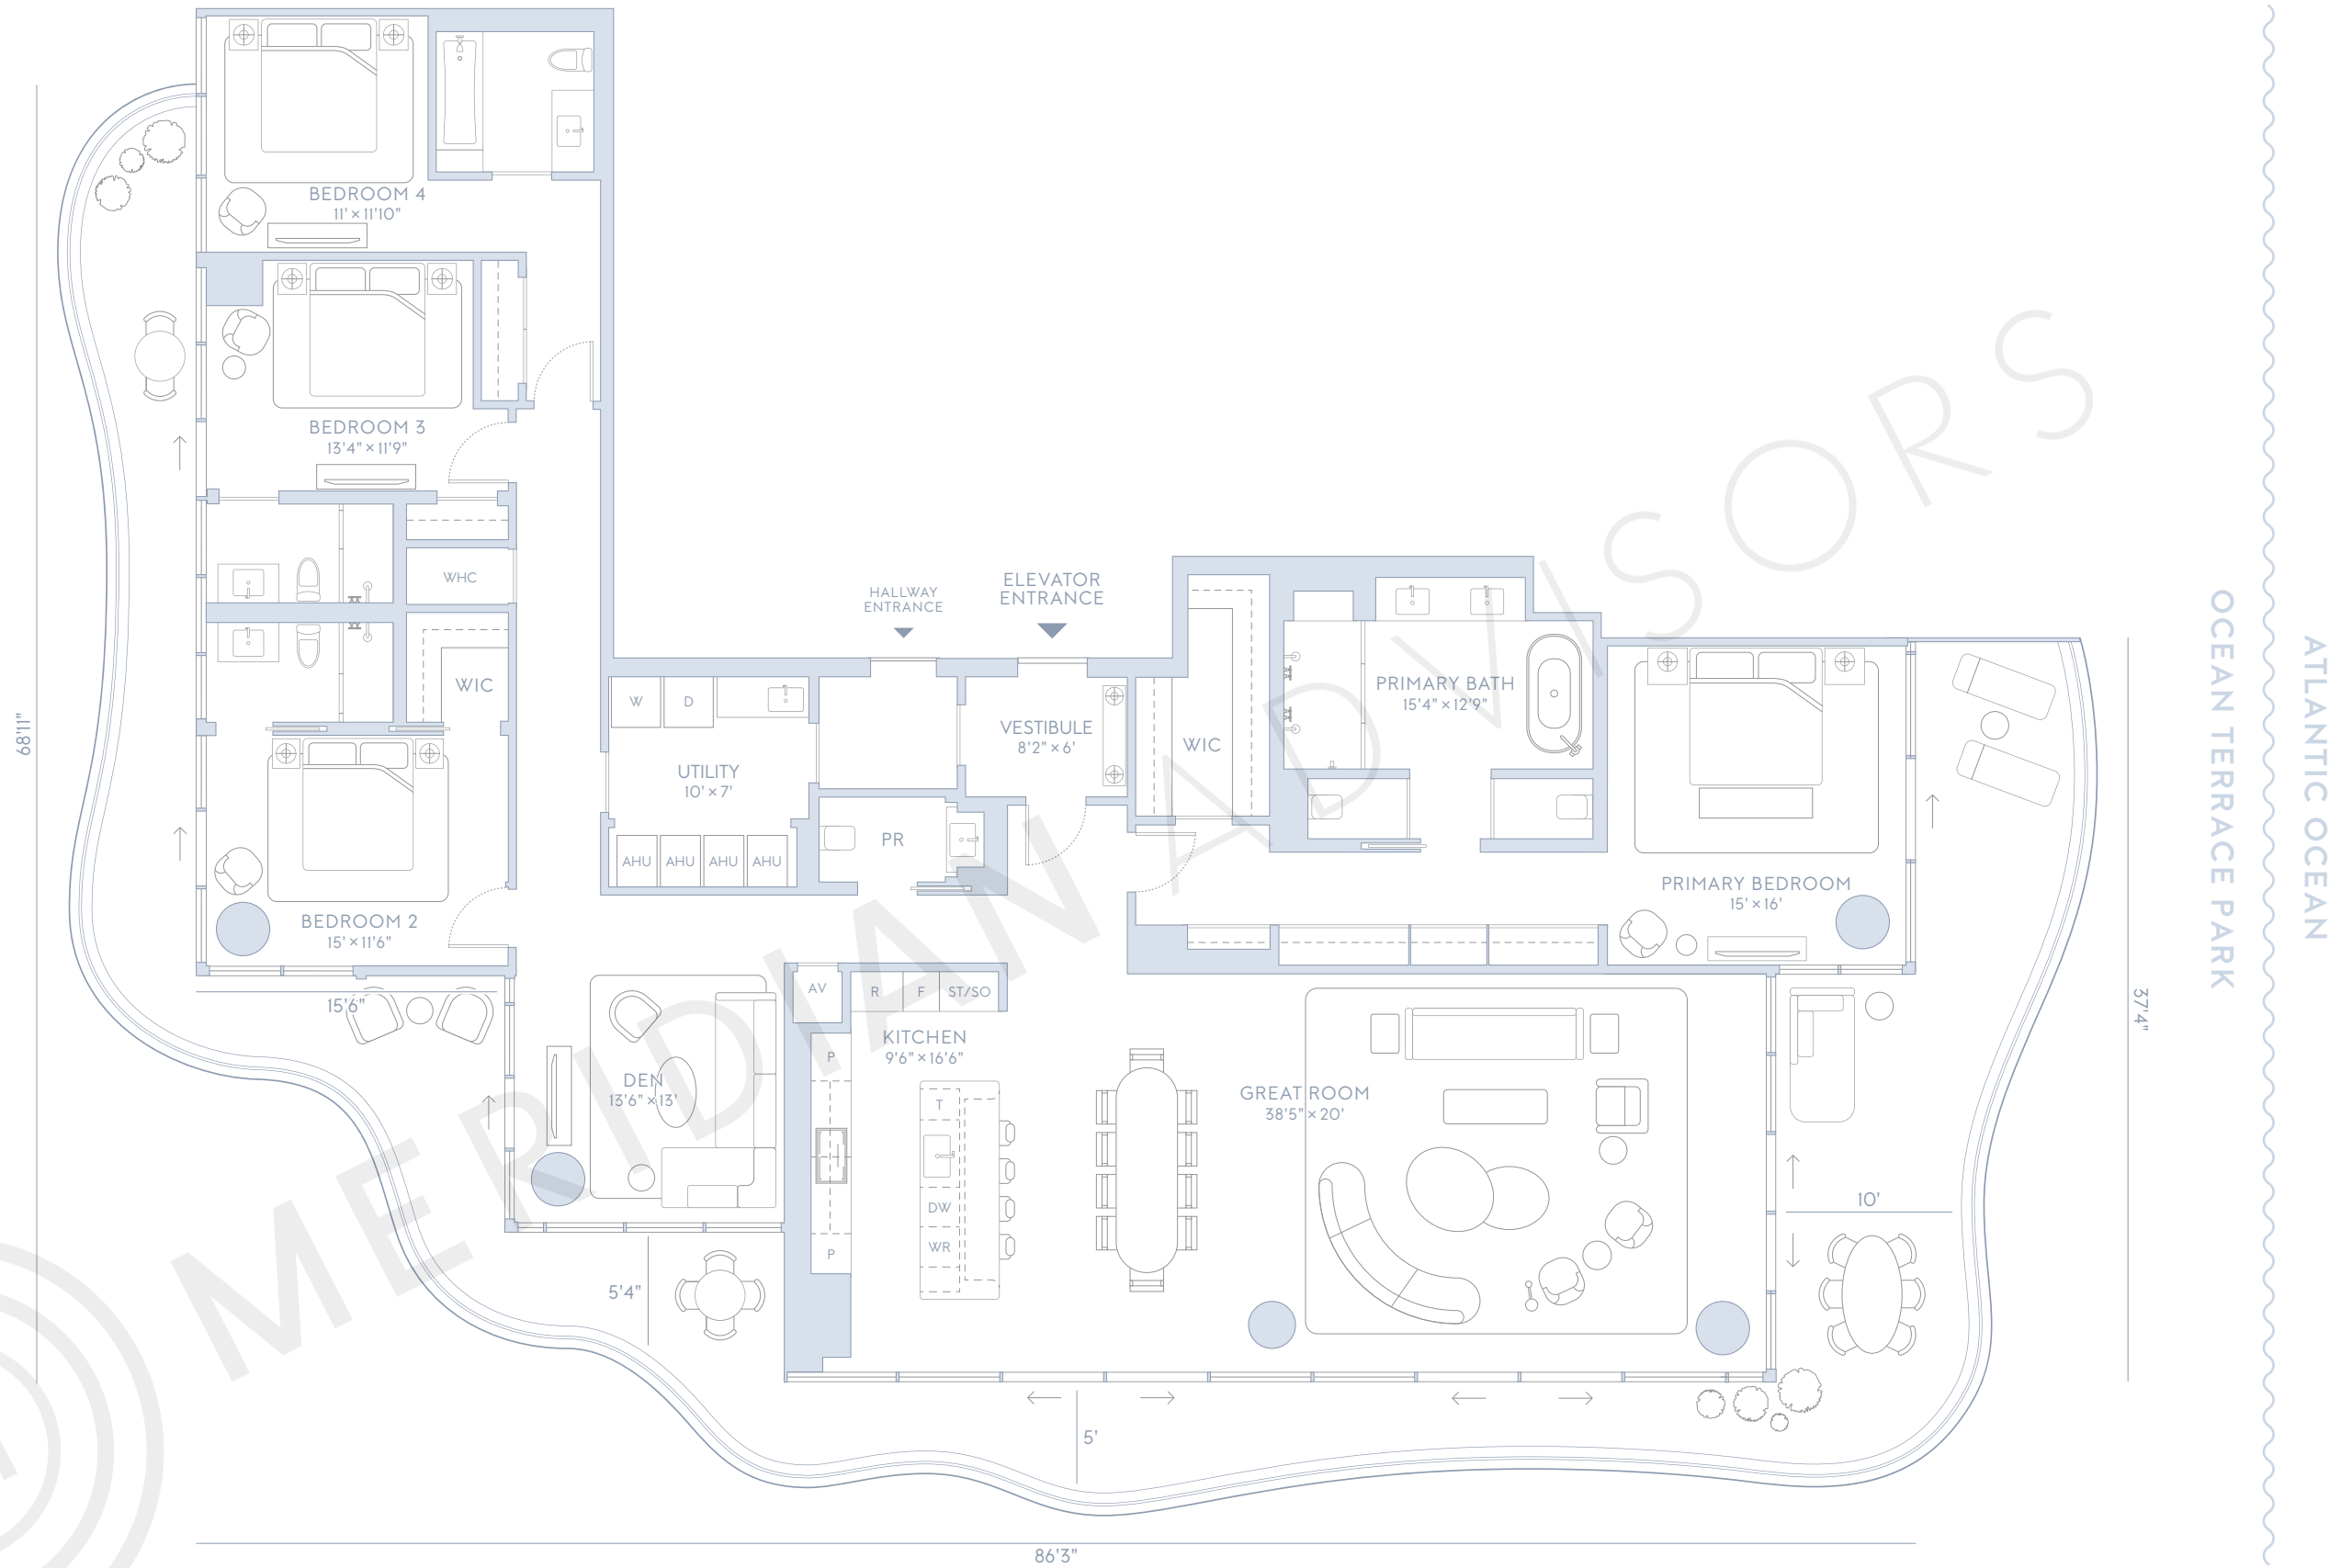 BEDROOM 4
11' × 11'10"
BEDROOM 3
13'4" × 11'9"
WHC
WIC
BEDROOM 2
15' × 11'6"
15'6"
68'11"
HALLWAY
ENTRANCE
ELEVATOR
ENTRANCE
W
D
UTILITY
10' × 7'
AHU
AHU
AHU
AHU
PR
VESTIBULE
8'2" × 6'
WIC
PRIMARY BATH
15'4" × 12'9"
PRIMARY BEDROOM
15' × 16'
DEN
13'6" × 13'
5'4"
AV
R
F
ST/SO
KITCHEN
9'6" × 16'6"
P
P
T
DW
WR
GREAT ROOM
38'5" × 20'
10'
5'
37'4"
86'3"
OCEAN TERRACE PARK
ATLANTIC OCEAN
MERIDIAN ADVISORS